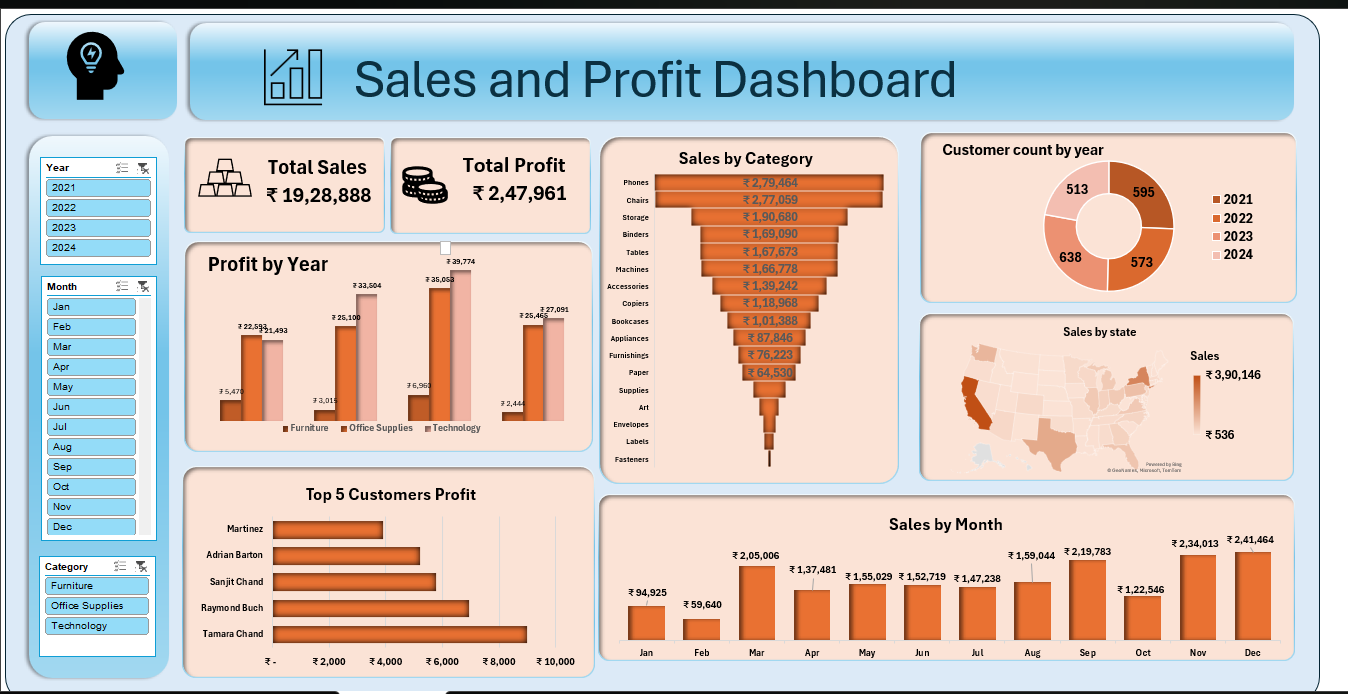 Sales and Profit Dashboard
Year
2021
2022
2023
2024
Month
Jan
Feb
Mar
Apr
May
Jun
Jul
Aug
Sep
Oct
Nov
Dec
Category
Furniture
Office Supplies
Technology
Total Sales
₹ 19,28,888
Total Profit
₹ 2,47,961
Profit by Year
₹ 5,470
₹ 22,593
₹ 21,493
₹ 3,015
₹ 25,100
₹ 33,504
₹ 6,960
₹ 35,053
₹ 39,774
₹ 2,444
₹ 25,465
₹ 27,091
Furniture
Office Supplies
Technology
Top 5 Customers Profit
Martinez
Adrian Barton
Sanjit Chand
Raymond Buch
Tamara Chand
₹ - ₹ 2,000 ₹ 4,000 ₹ 6,000 ₹ 8,000 ₹ 10,000
Sales by Category
Phones ₹ 2,79,464
Chairs ₹ 2,77,059
Storage ₹ 1,90,680
Binders ₹ 1,69,090
Tables ₹ 1,67,673
Machines ₹ 1,66,778
Accessories ₹ 1,39,242
Copiers ₹ 1,18,968
Bookcases ₹ 1,01,388
Appliances ₹ 87,846
Furnishings ₹ 76,223
Paper ₹ 64,530
Supplies
Art
Envelopes
Labels
Fasteners
Customer count by year
513
595
638
573
2021
2022
2023
2024
Sales by state
Sales
₹ 3,90,146
₹ 536
Powered by Bing
© GeoNames, Microsoft, TomTom
Sales by Month
₹ 94,925
₹ 59,640
₹ 2,05,006
₹ 1,37,481
₹ 1,55,029
₹ 1,52,719
₹ 1,47,238
₹ 1,59,044
₹ 2,19,783
₹ 1,22,546
₹ 2,34,013
₹ 2,41,464
Jan Feb Mar Apr May Jun Jul Aug Sep Oct Nov Dec